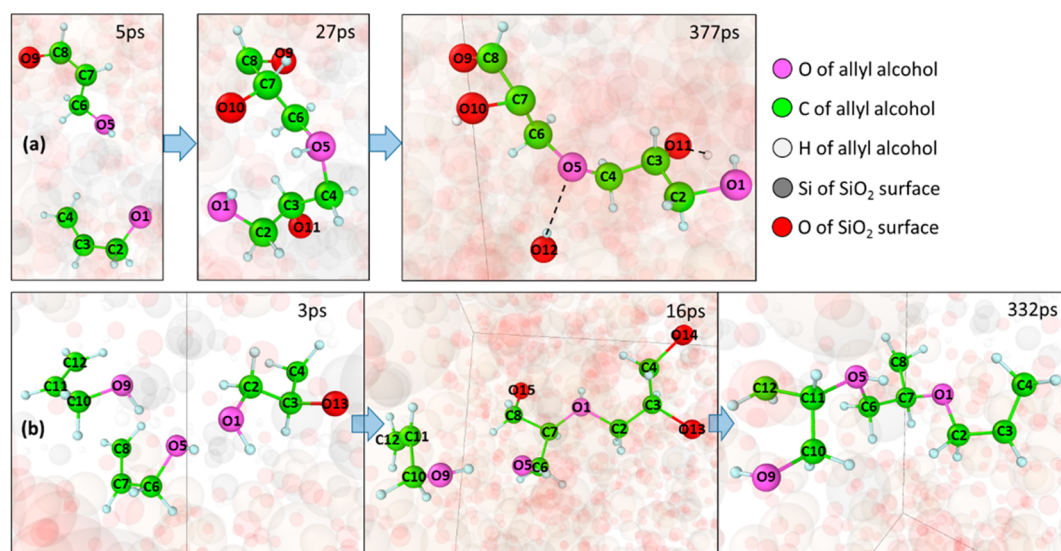 5ps
O9
C8
C7
C6
O5
O1
C4
C3
C2
(a)
27ps
C8
O9
C7
O10
C6
O5
O1
C4
C3
C2
O11
377ps
O9
C8
O10
C7
C6
O5
C4
C3
O11
C2
O1
O12
O of allyl alcohol
C of allyl alcohol
H of allyl alcohol
Si of SiO2 surface
O of SiO2 surface
(b)
3ps
C12
C11
O9
C10
C8
O5
C7
C6
C4
C2
C3
O13
O1
16ps
O14
C4
O15
C8
O1
C3
O13
C12
C11
C7
C2
C10
O9
O5
C6
332ps
C8
C12
C11
O5
C6
C7
O1
C4
C10
C2
C3
O9